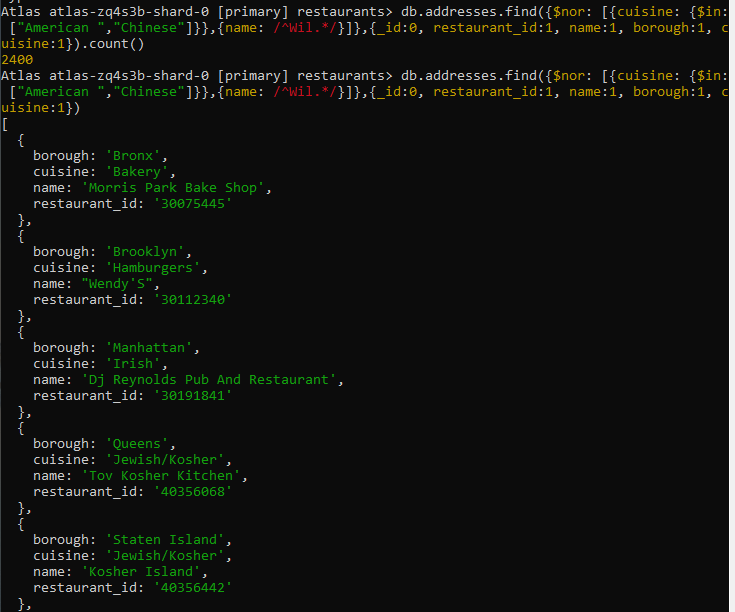 Atlas atlas-zq4s3b-shard-0 [primary] restaurants> db.addresses.find({$nor: [{cuisine: {$in:
 ["American ","Chinese"]}},{name: /^Wil.*/}]},{_id:0, restaurant_id:1, name:1, borough:1, c
uisine:1}).count()
2400
Atlas atlas-zq4s3b-shard-0 [primary] restaurants> db.addresses.find({$nor: [{cuisine: {$in:
 ["American ","Chinese"]}},{name: /^Wil.*/}]},{_id:0, restaurant_id:1, name:1, borough:1, c
uisine:1})
[
  {
    borough: 'Bronx',
    cuisine: 'Bakery',
    name: 'Morris Park Bake Shop',
    restaurant_id: '30075445'
  },
  {
    borough: 'Brooklyn',
    cuisine: 'Hamburgers',
    name: "Wendy'S",
    restaurant_id: '30112340'
  },
  {
    borough: 'Manhattan',
    cuisine: 'Irish',
    name: 'Dj Reynolds Pub And Restaurant',
    restaurant_id: '30191841'
  },
  {
    borough: 'Queens',
    cuisine: 'Jewish/Kosher',
    name: 'Tov Kosher Kitchen',
    restaurant_id: '40356068'
  },
  {
    borough: 'Staten Island',
    cuisine: 'Jewish/Kosher',
    name: 'Kosher Island',
    restaurant_id: '40356442'
  },